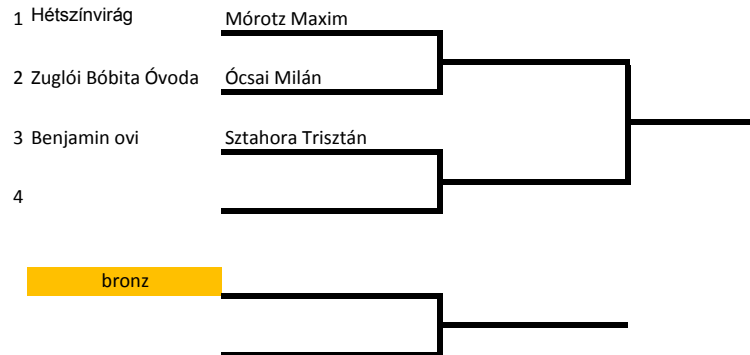 1 Hétszínvirág Mórotz Maxim
2 Zuglói Bóbita Óvoda Ócsai Milán
3 Benjamin ovi Sztahora Trisztán
4
bronz